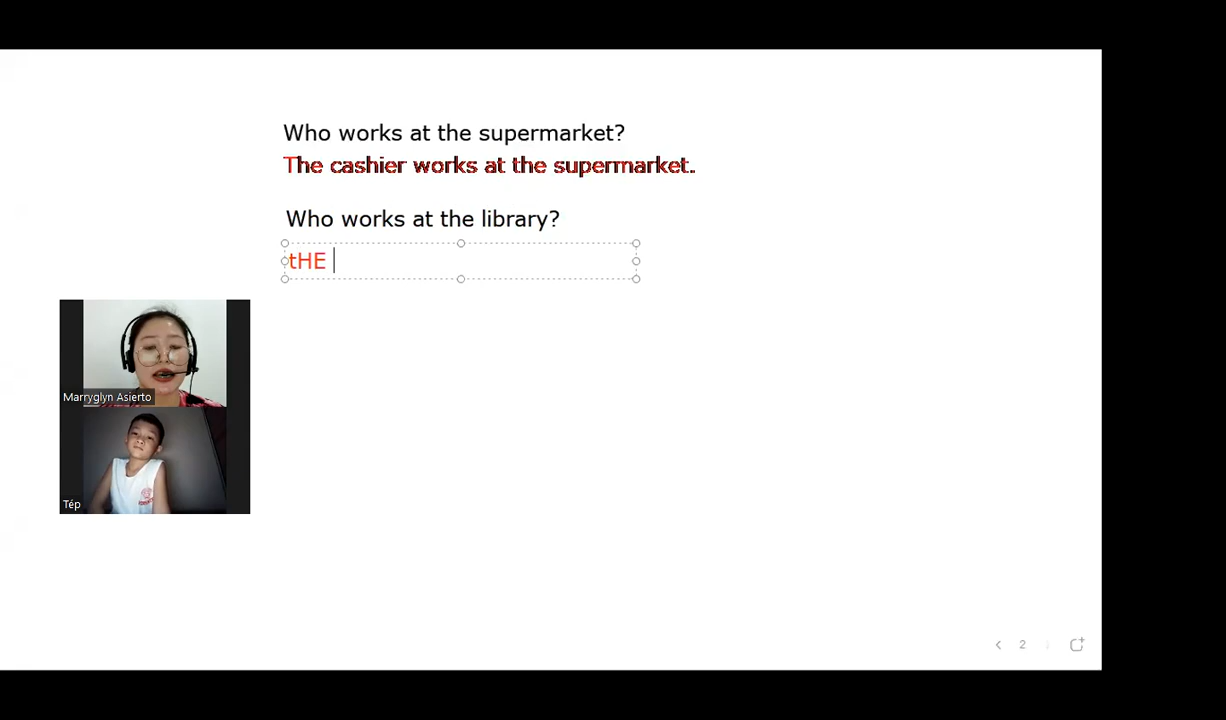 Who works at the supermarket?
The cashier works at the supermarket.
Who works at the library?
tHE
Marryglyn Asierto
Tép
2